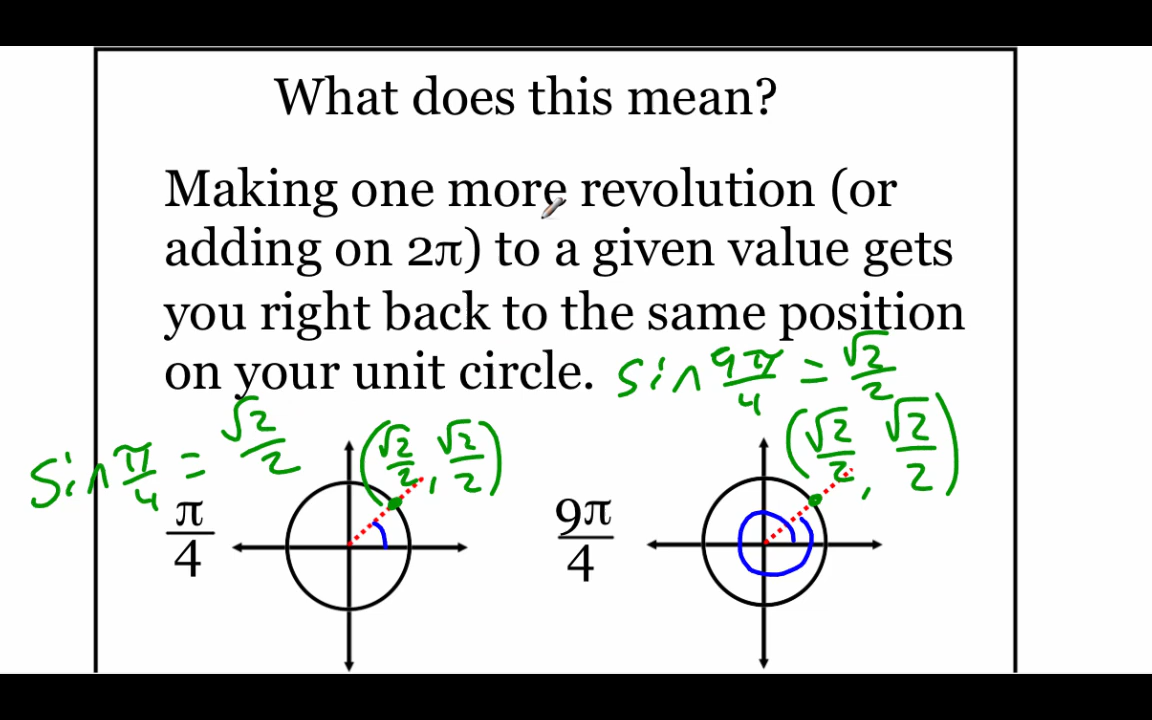 What does this mean?
Making one more revolution (or
adding on 2π) to a given value gets
you right back to the same position
on your unit circle.
sin 9π/4 = √2/2
sin π/4 = √2/2
(√2/2, √2/2)
(√2/2, √2/2)
π/4
9π/4